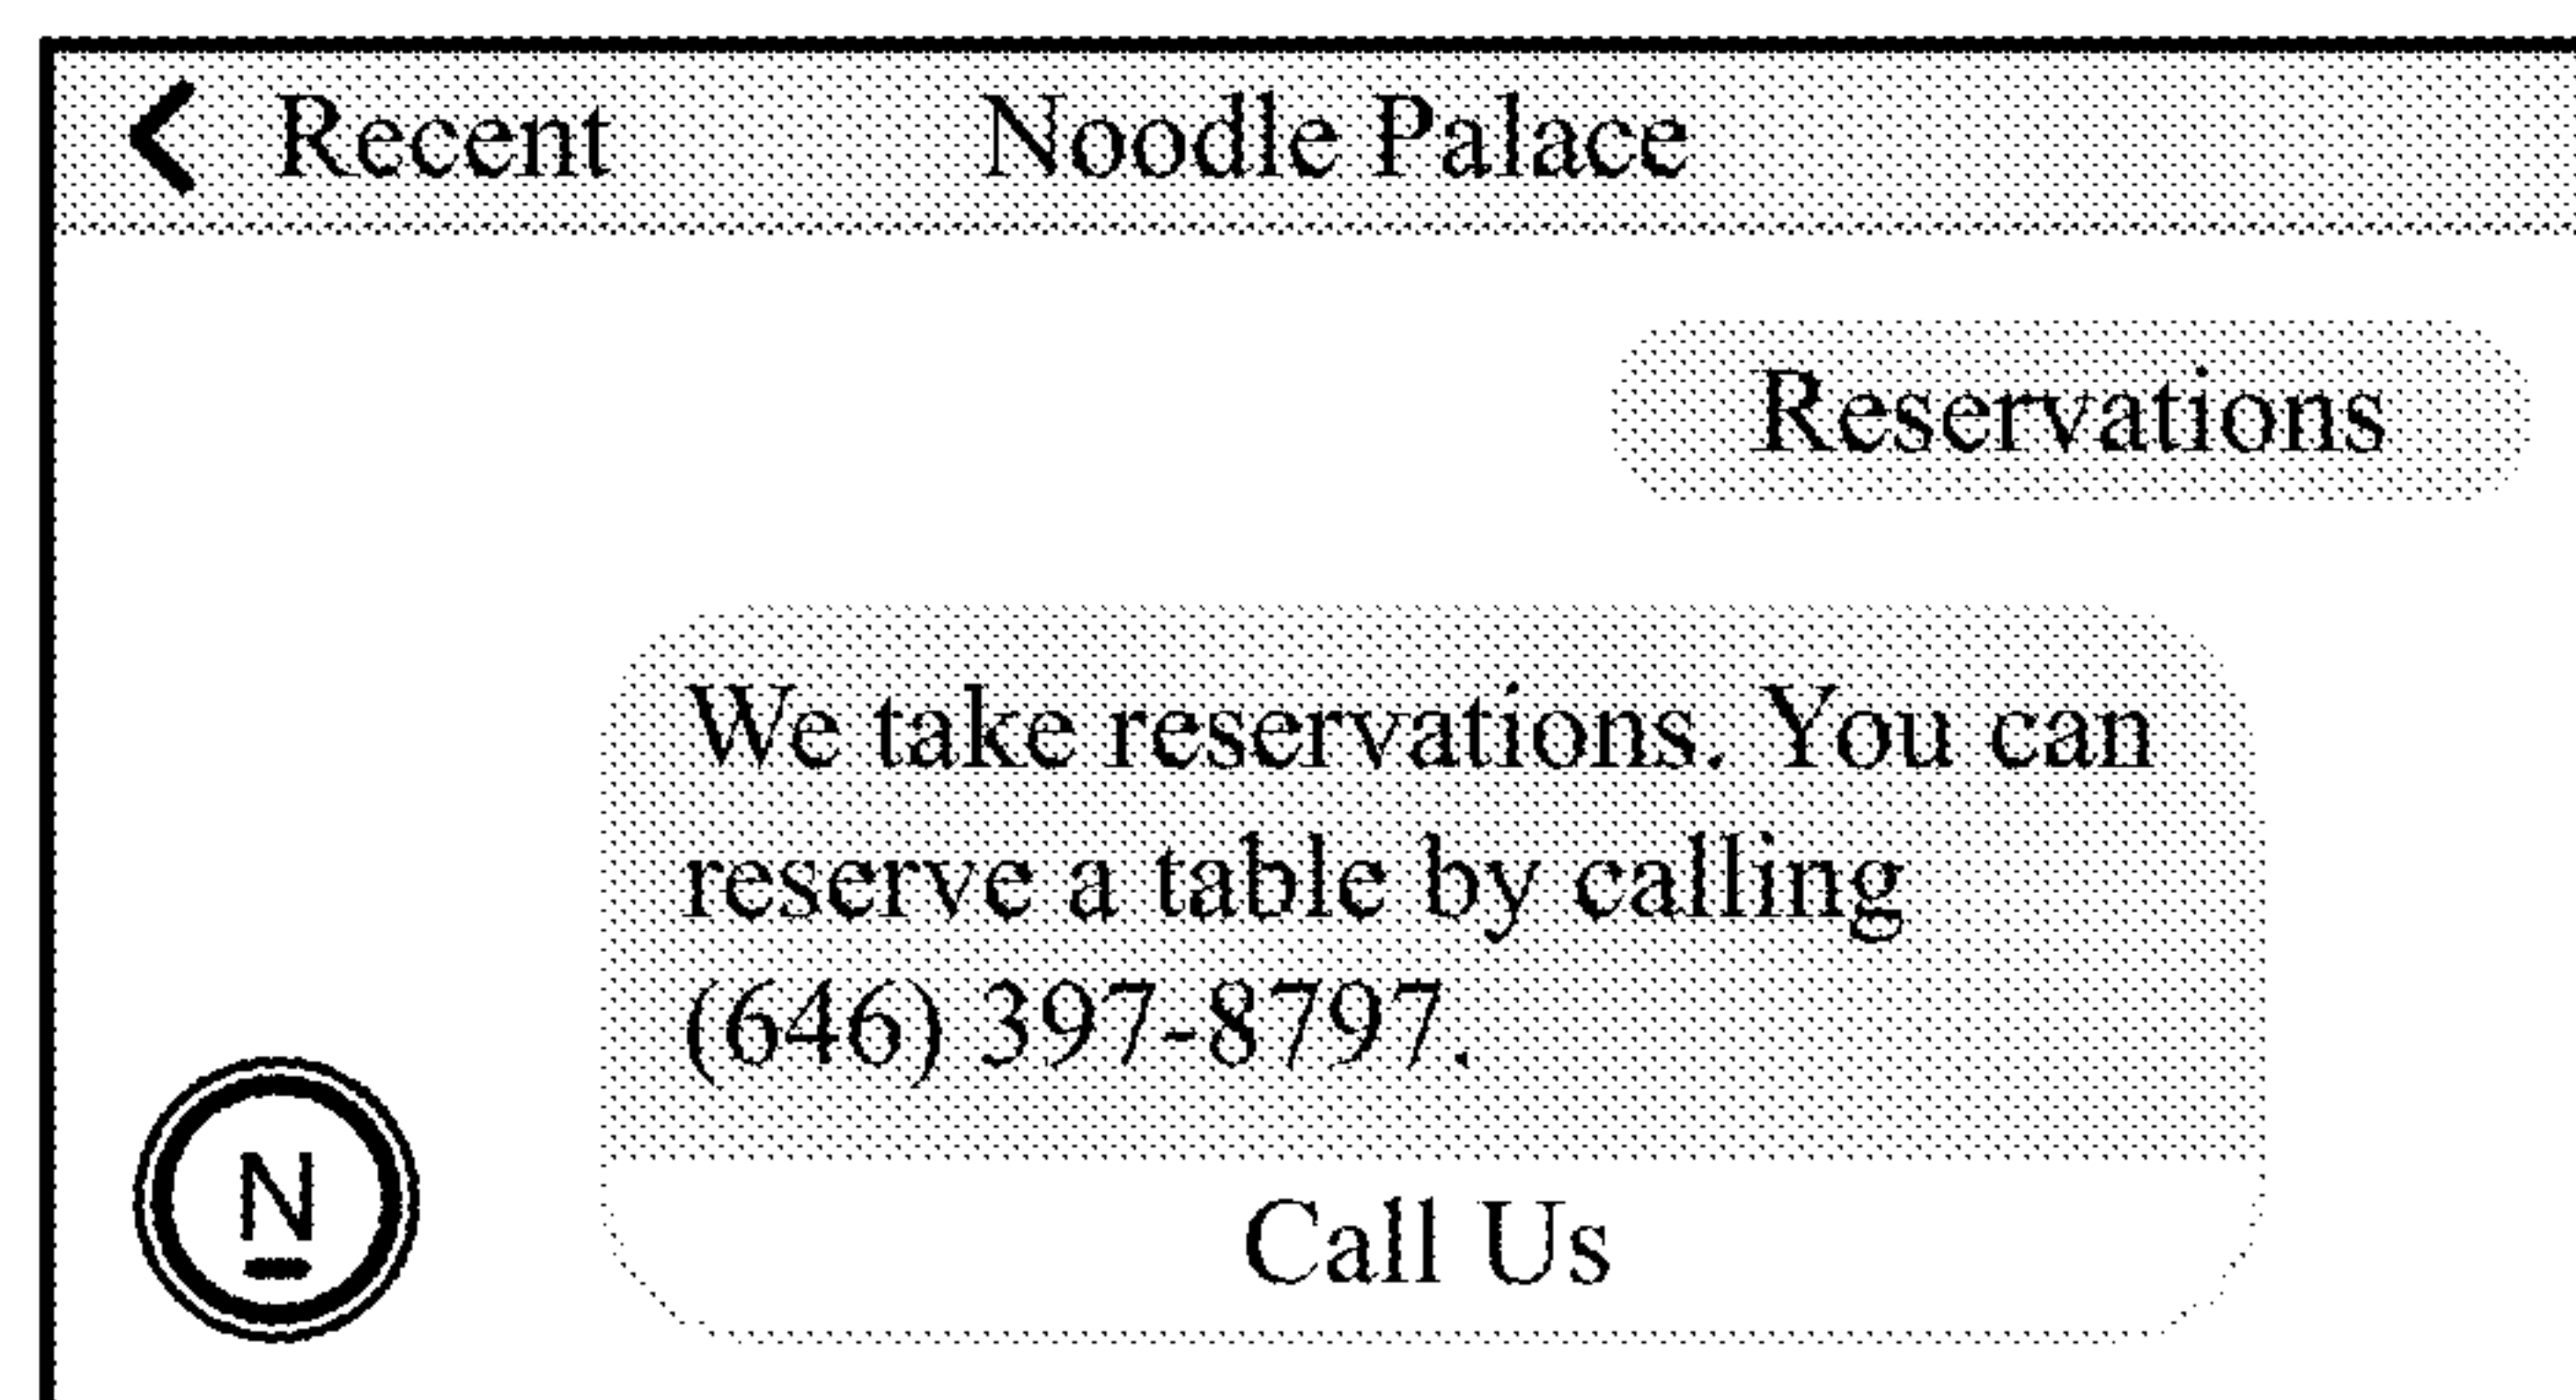 Recent
Noodle Palace
Reservations
We take reservations. You can
reserve a table by calling
(646) 397-8797.
N
Call Us